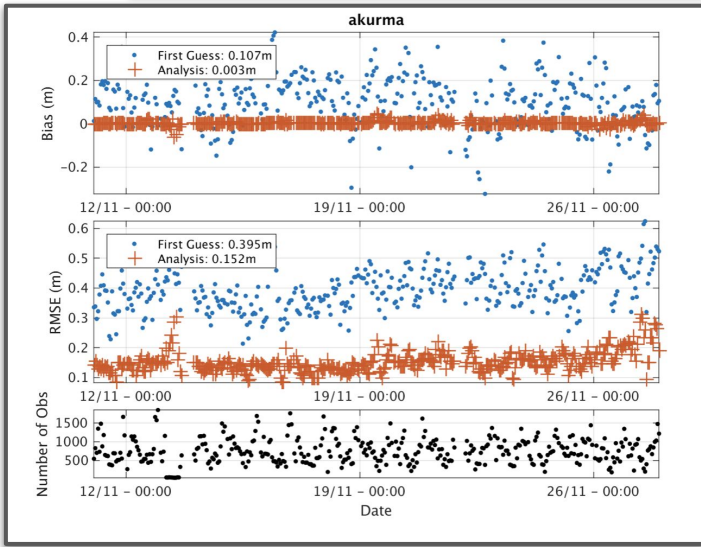 akurma
0.4
First Guess: 0.107m
Analysis: 0.003m
0.2
0
−0.2
Bias (m)
12/11 – 00:00 19/11 – 00:00 26/11 – 00:00
0.6
First Guess: 0.395m
Analysis: 0.152m
0.5
0.4
0.3
0.2
0.1
RMSE (m)
12/11 – 00:00 19/11 – 00:00 26/11 – 00:00
1500
1000
500
Number of Obs
12/11 – 00:00 19/11 – 00:00 26/11 – 00:00
Date